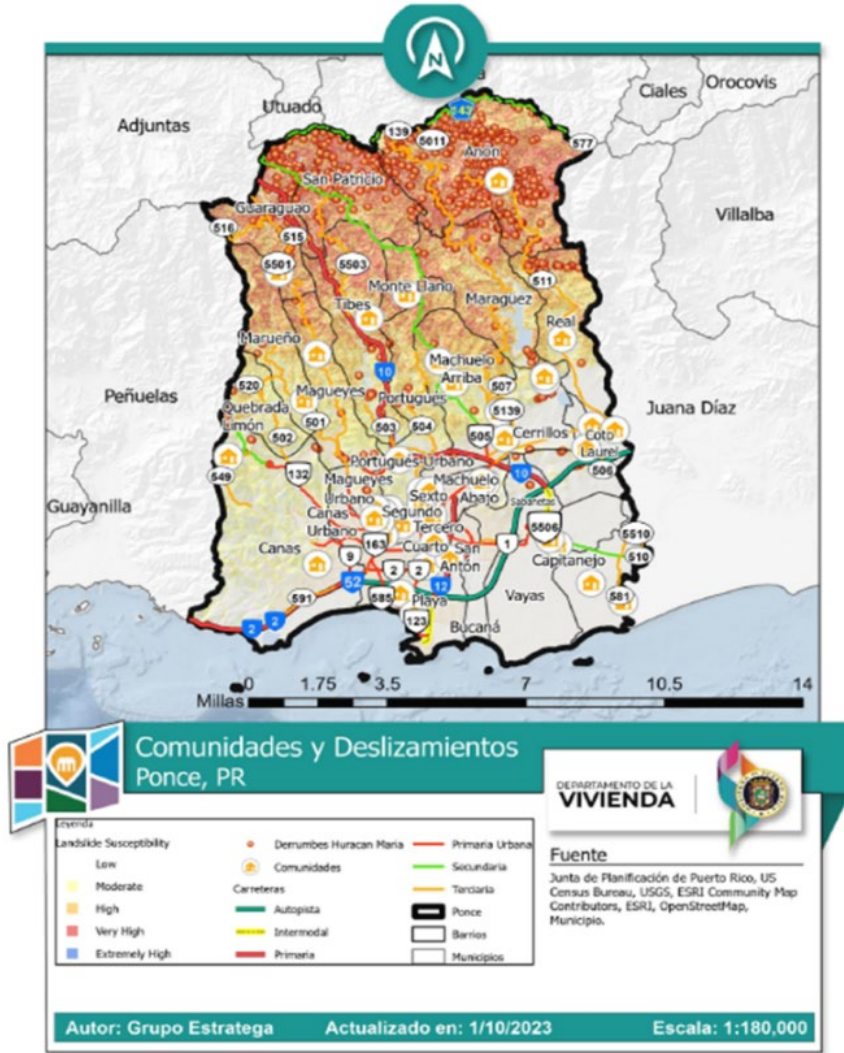 N
Adjuntas
Utuado
Ciales
Orocovis
139
5011
143
Anón
577
San Patricio
Villalba
516
Guaraguao
515
5501
5503
511
Monte Llano
Maraguez
Tibes
Real
Marueño
Machuelo
Arriba
Peñuelas
10
520
Magueyes
507
Juana Díaz
Quebrada
Limón
501
Portugués
5139
502
503
504
505
Cerrillos
Coto
Laurel
506
549
132
Portugués Urbano
10
Magueyes
Urbano
Machuelo
Abajo
Sabanetas
Guayanilla
Sexto
Cañas
Urbano
Segundo
Tercero
5506
5510
510
Canas
163
Cuarto
San
Antón
1
Capitanejo
9
2
2
52
12
591
585
Playa
Vayas
581
2
2
123
Bucaná
0
1.75
3.5
7
10.5
14
Millas
Comunidades y Deslizamientos
Ponce, PR
DEPARTAMENTO DE LA
VIVIENDA
Leyenda
Landslide Susceptibility
Low
Moderate
High
Very High
Extremely High
Derrumbes Huracan Maria
Comunidades
Carreteras
Autopista
Intermodal
Primaria
Primaria Urbana
Secundaria
Terciaria
Ponce
Barrios
Municipios
Fuente
Junta de Planificación de Puerto Rico, US
Census Bureau, USGS, ESRI Community Map
Contributors, ESRI, OpenStreetMap,
Municipio.
Autor: Grupo Estratega
Actualizado en: 1/10/2023
Escala: 1:180,000